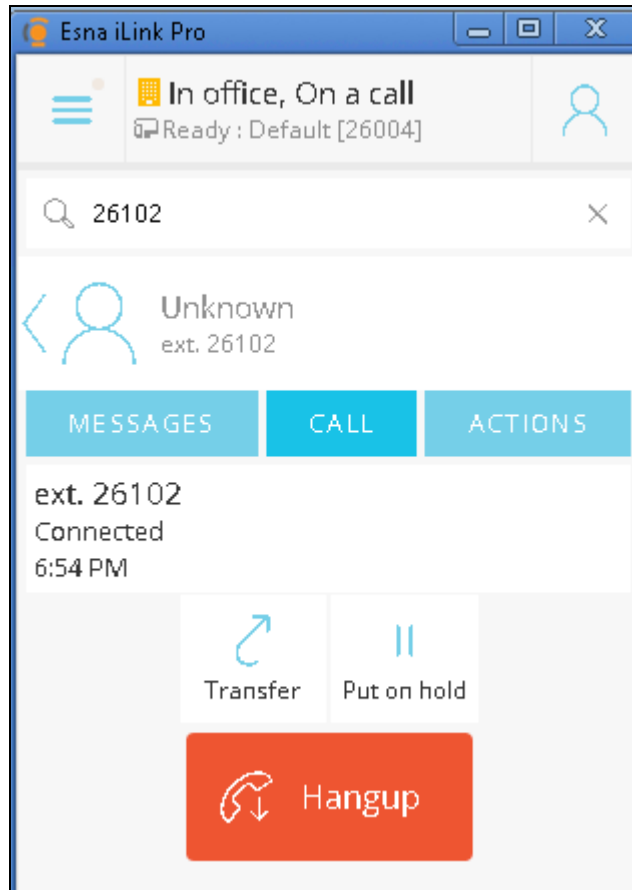 Esna iLink Pro
In office, On a call
Ready : Default [26004]
26102
Unknown
ext. 26102
MESSAGES CALL ACTIONS
ext. 26102
Connected
6:54 PM
Transfer Put on hold
Hangup